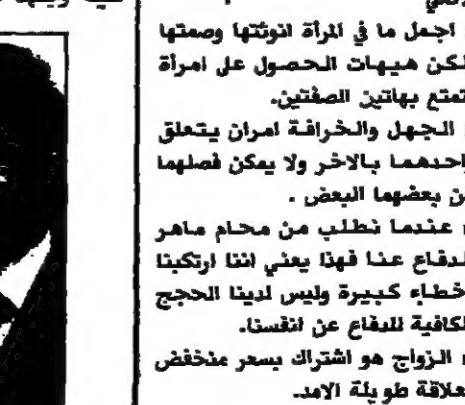 اجمل ما في المرأة انوثتها وصمتها
لكن هيهات الحصول على امرأة
تتمتع بهاتين الصفتين.
الجهل والخرافة امران يتعلق
احدهما بالاخر ولا يمكن فصلهما
عن بعضهما البعض .
عندما نطلب من محام ماهر
الدفاع عنا فهذا يعني اننا ارتكبنا
اخطاء كبيرة وليس لدينا الحجج
الكافية للدفاع عن انفسنا.
الزواج هو اشتراك بسعر منخفض
لعلاقة طويلة الامد.